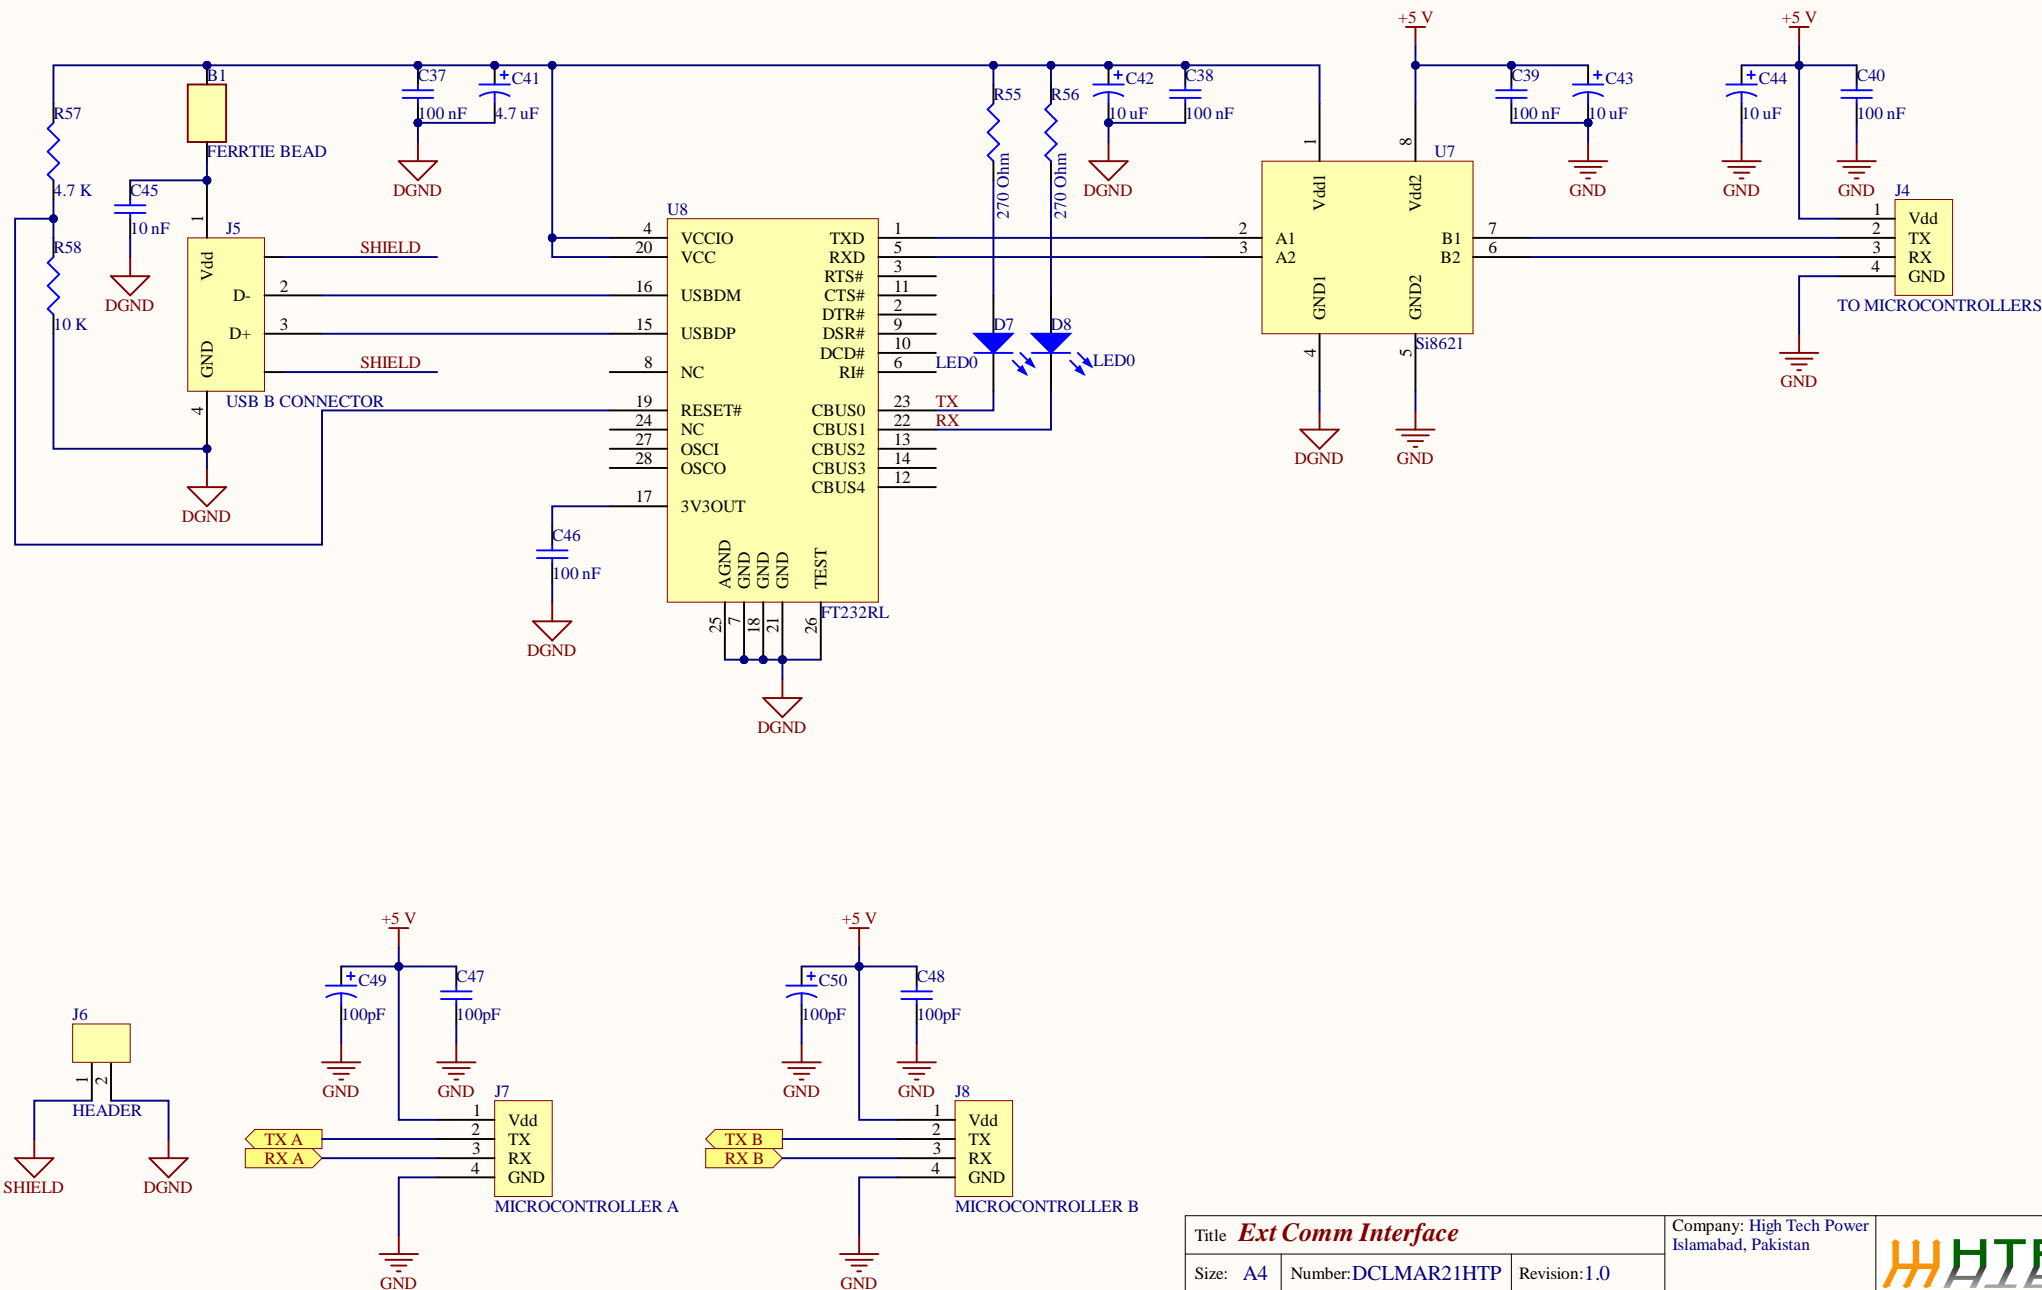 +5 V
+5 V
B1
C37
C41
C42
C38
C39
C43
C44
C40
R57
R55
R56
100 nF
4.7 uF
10 uF
100 nF
100 nF
10 uF
10 uF
100 nF
FERRTIE BEAD
4.7 K
C45
10 nF
DGND
270 Ohm
270 Ohm
DGND
GND
GND
GND
R58
10 K
DGND
J5
1
Vdd
D-
D+
GND
2
3
4
SHIELD
SHIELD
USB B CONNECTOR
DGND
U8
4 VCCIO
20 VCC
16 USBDM
15 USBDP
8 NC
19 RESET#
24 NC
27 OSCI
28 OSCO
17 3V3OUT
TXD 1
RXD 5
RTS# 3
CTS# 11
DTR# 2
DSR# 9
DCD# 10
RI# 6
CBUS0 23 TX
CBUS1 22 RX
CBUS2 13
CBUS3 14
CBUS4 12
AGND GND GND GND TEST
25 7 18 21 26
FT232RL
DGND
C46
100 nF
DGND
D7
LED0
D8
LED0
U7
1 Vdd1
8 Vdd2
2 A1
3 A2
B1 7
B2 6
GND1 4
GND2 5
Si8621
DGND
GND
J4
1 Vdd
2 TX
3 RX
4 GND
TO MICROCONTROLLERS
GND
+5 V
C49
C47
100pF
100pF
GND
GND
J7
1 Vdd
TX A 2 TX
RX A 3 RX
4 GND
MICROCONTROLLER A
GND
+5 V
C50
C48
100pF
100pF
GND
GND
J8
1 Vdd
TX B 2 TX
RX B 3 RX
4 GND
MICROCONTROLLER B
GND
J6
1
2
HEADER
SHIELD
DGND
Title Ext Comm Interface
Size: A4 Number:DCLMAR21HTP Revision:1.0
Company: High Tech Power
Islamabad, Pakistan